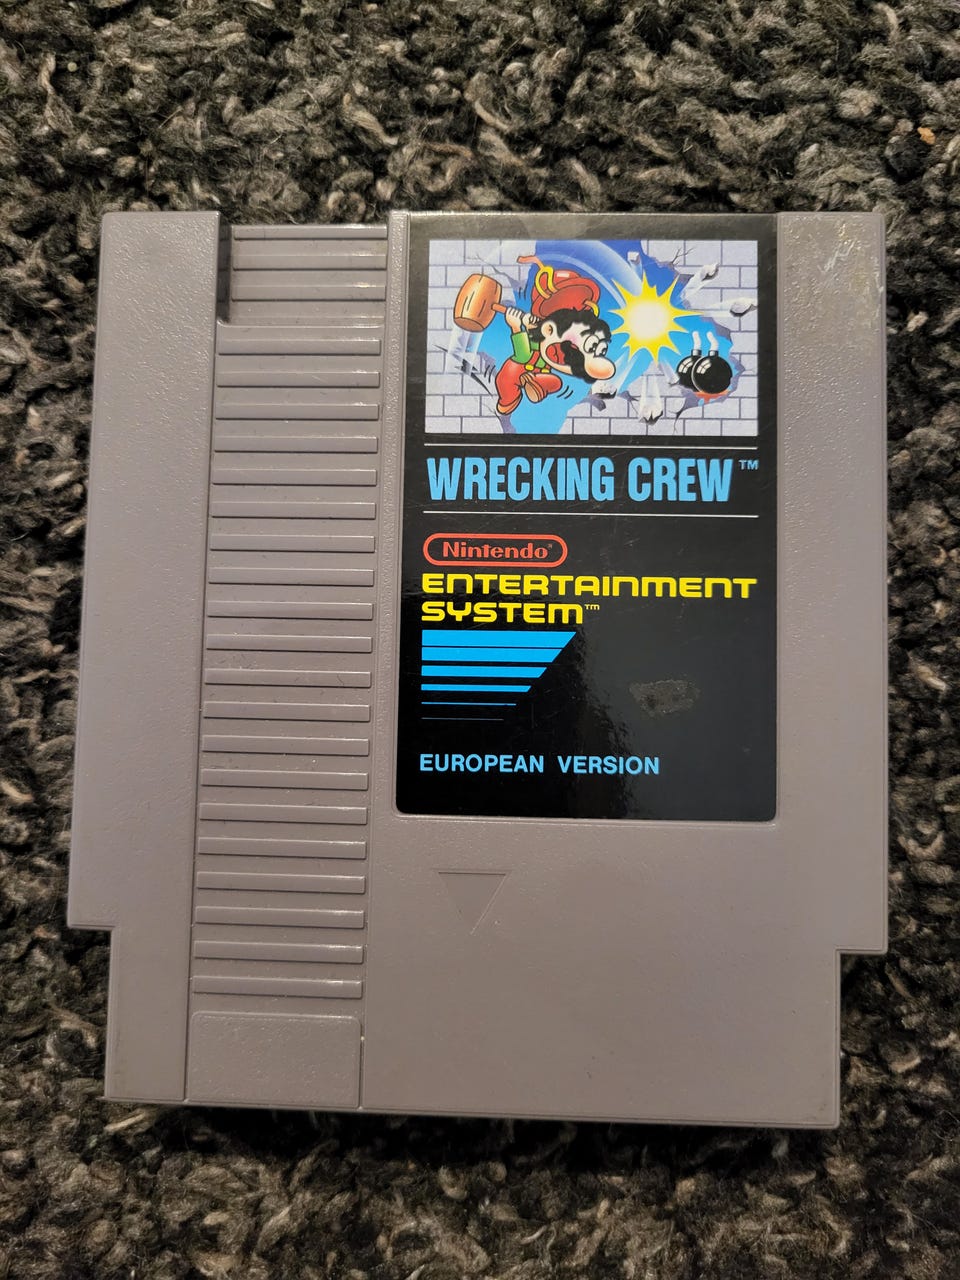 WRECKING CREW™
Nintendo®
ENTERTAINMENT
SYSTEM™
EUROPEAN VERSION